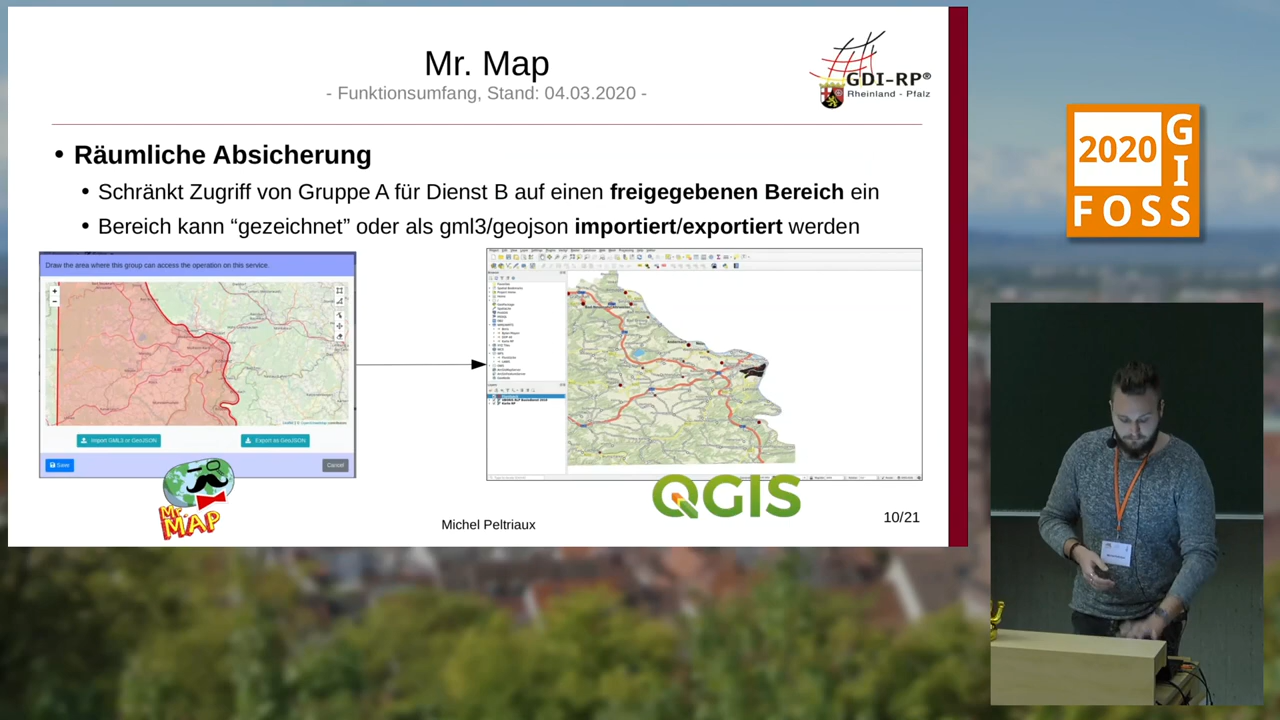 Mr. Map
- Funktionsumfang, Stand: 04.03.2020 -
GDI-RP®
Rheinland - Pfalz
• Räumliche Absicherung
• Schränkt Zugriff von Gruppe A für Dienst B auf einen freigegebenen Bereich ein
• Bereich kann “gezeichnet” oder als gml3/geojson importiert/exportiert werden
Draw the area where this group can access the operation on this service.
Import GML3 or GeoJSON
Export as GeoJSON
Save
Cancel
Mr. MAP
QGIS
Michel Peltriaux
10/21
2020
GIS
FOSS